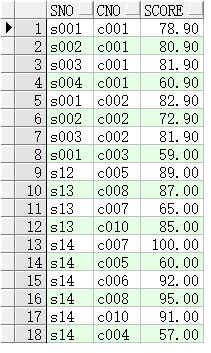 SNO CNO SCORE
1 s001 c001 78.90
2 s002 c001 80.90
3 s003 c001 81.90
4 s004 c001 60.90
5 s001 c002 82.90
6 s002 c002 72.90
7 s003 c002 81.90
8 s001 c003 59.00
9 s12 c005 89.00
10 s13 c008 87.00
11 s13 c007 65.00
12 s13 c010 85.00
13 s14 c007 100.00
14 s14 c005 60.00
15 s14 c006 92.00
16 s14 c008 95.00
17 s14 c010 91.00
18 s14 c004 57.00